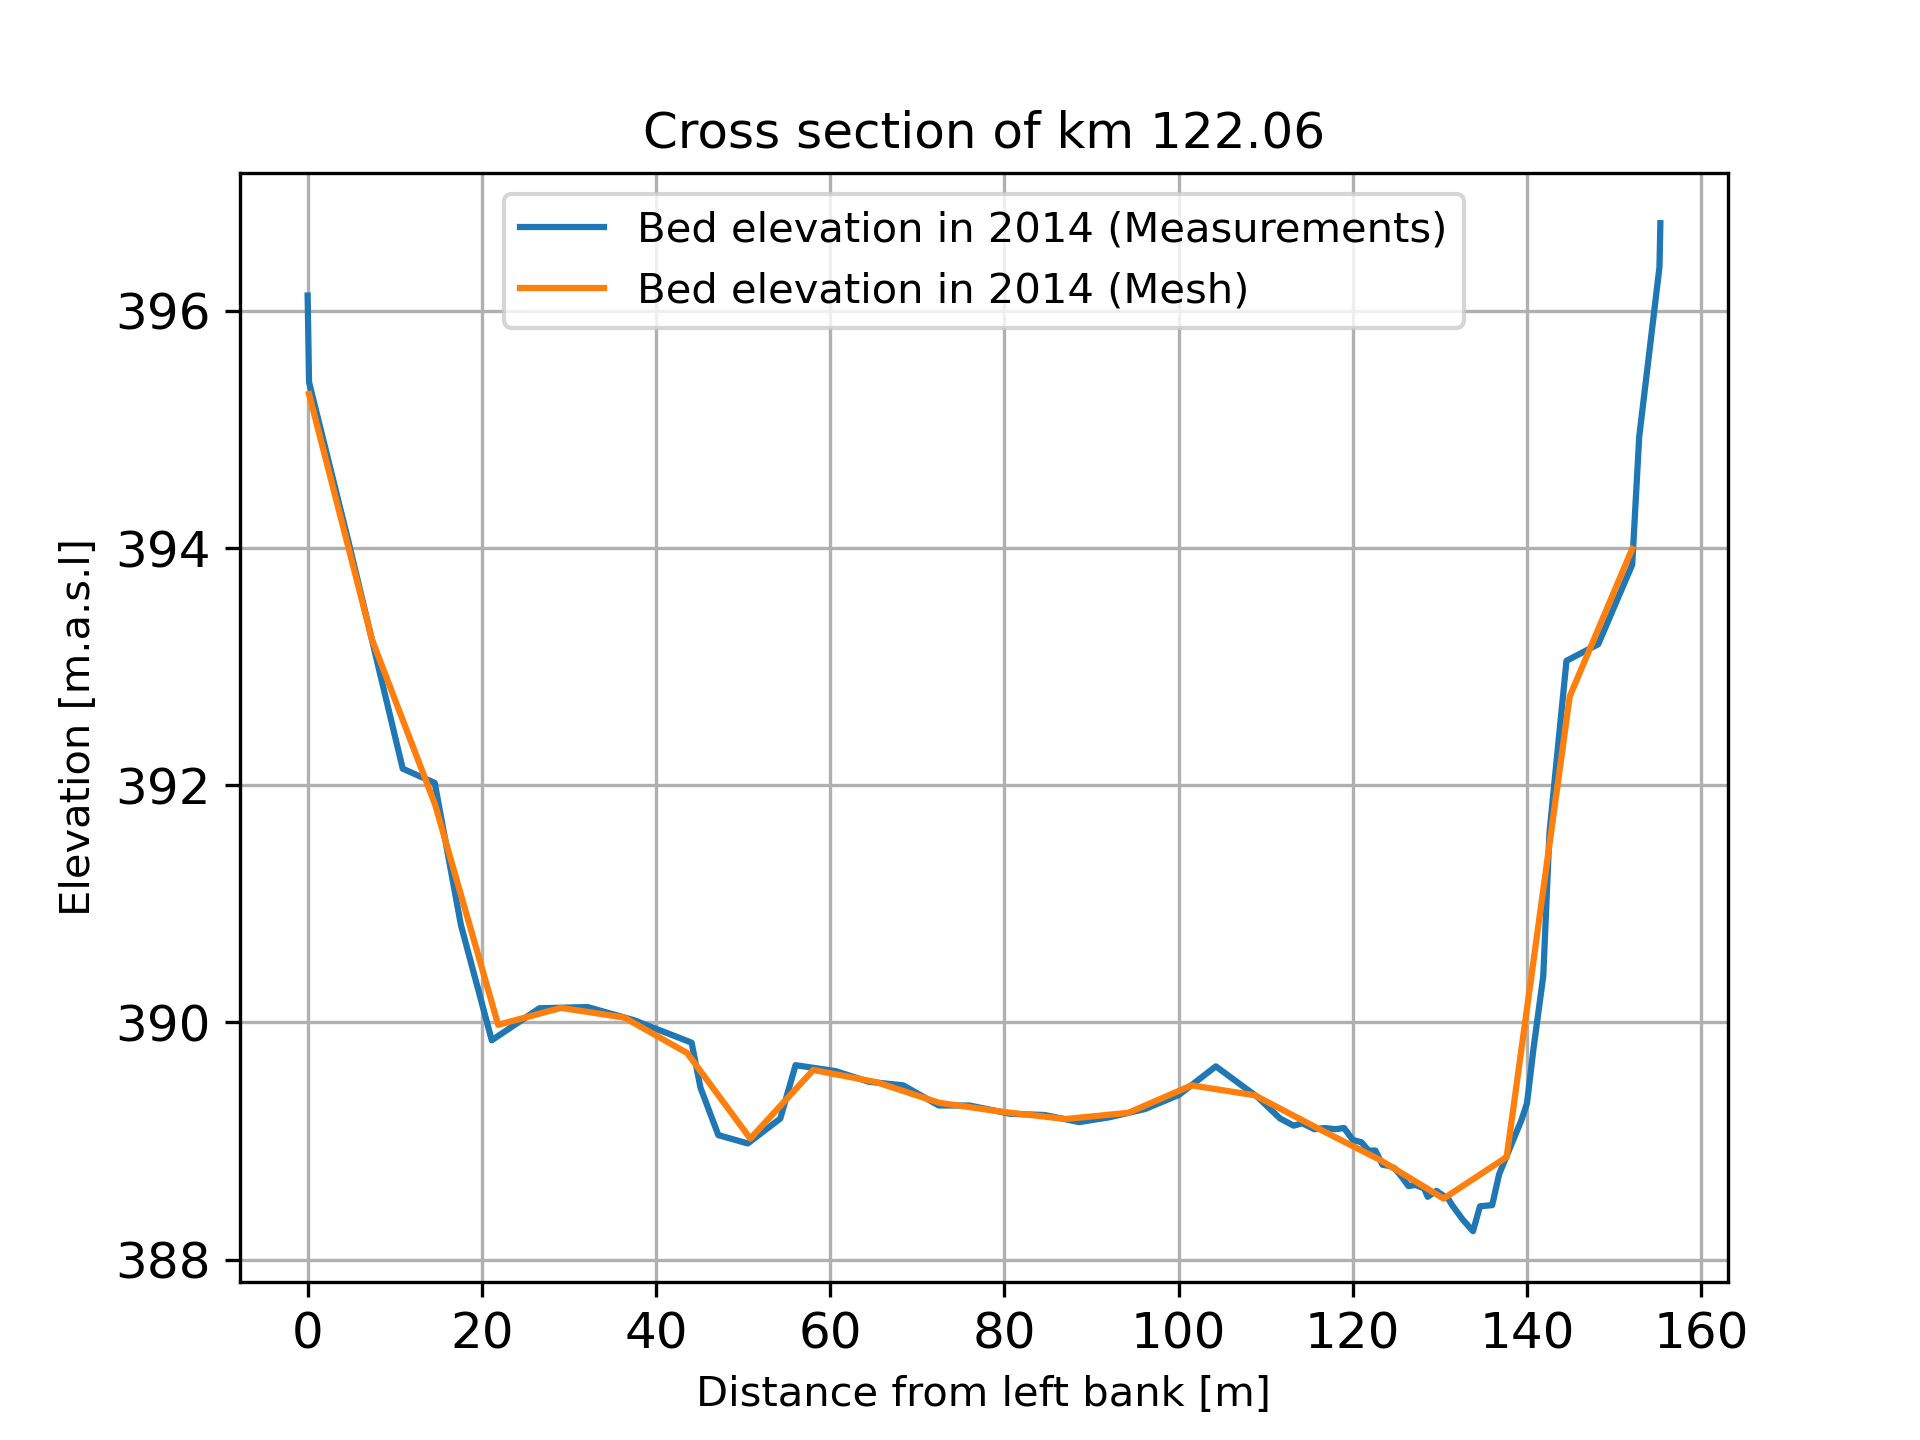 Cross section of km 122.06
Bed elevation in 2014 (Measurements)
Bed elevation in 2014 (Mesh)
Elevation [m.a.s.l]
396
394
392
390
388
0 20 40 60 80 100 120 140 160
Distance from left bank [m]